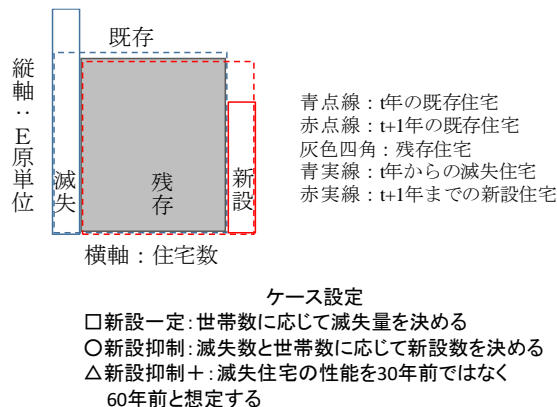 既存
縦軸：E原単位
滅失
残存
新設
横軸：住宅数
青点線：t年の既存住宅
赤点線：t+1年の既存住宅
灰色四角：残存住宅
青実線：t年からの滅失住宅
赤実線：t+1年までの新設住宅
ケース設定
□新設一定：世帯数に応じて滅失量を決める
○新設抑制：滅失数と世帯数に応じて新設数を決める
△新設抑制＋：滅失住宅の性能を30年前ではなく
60年前と想定する